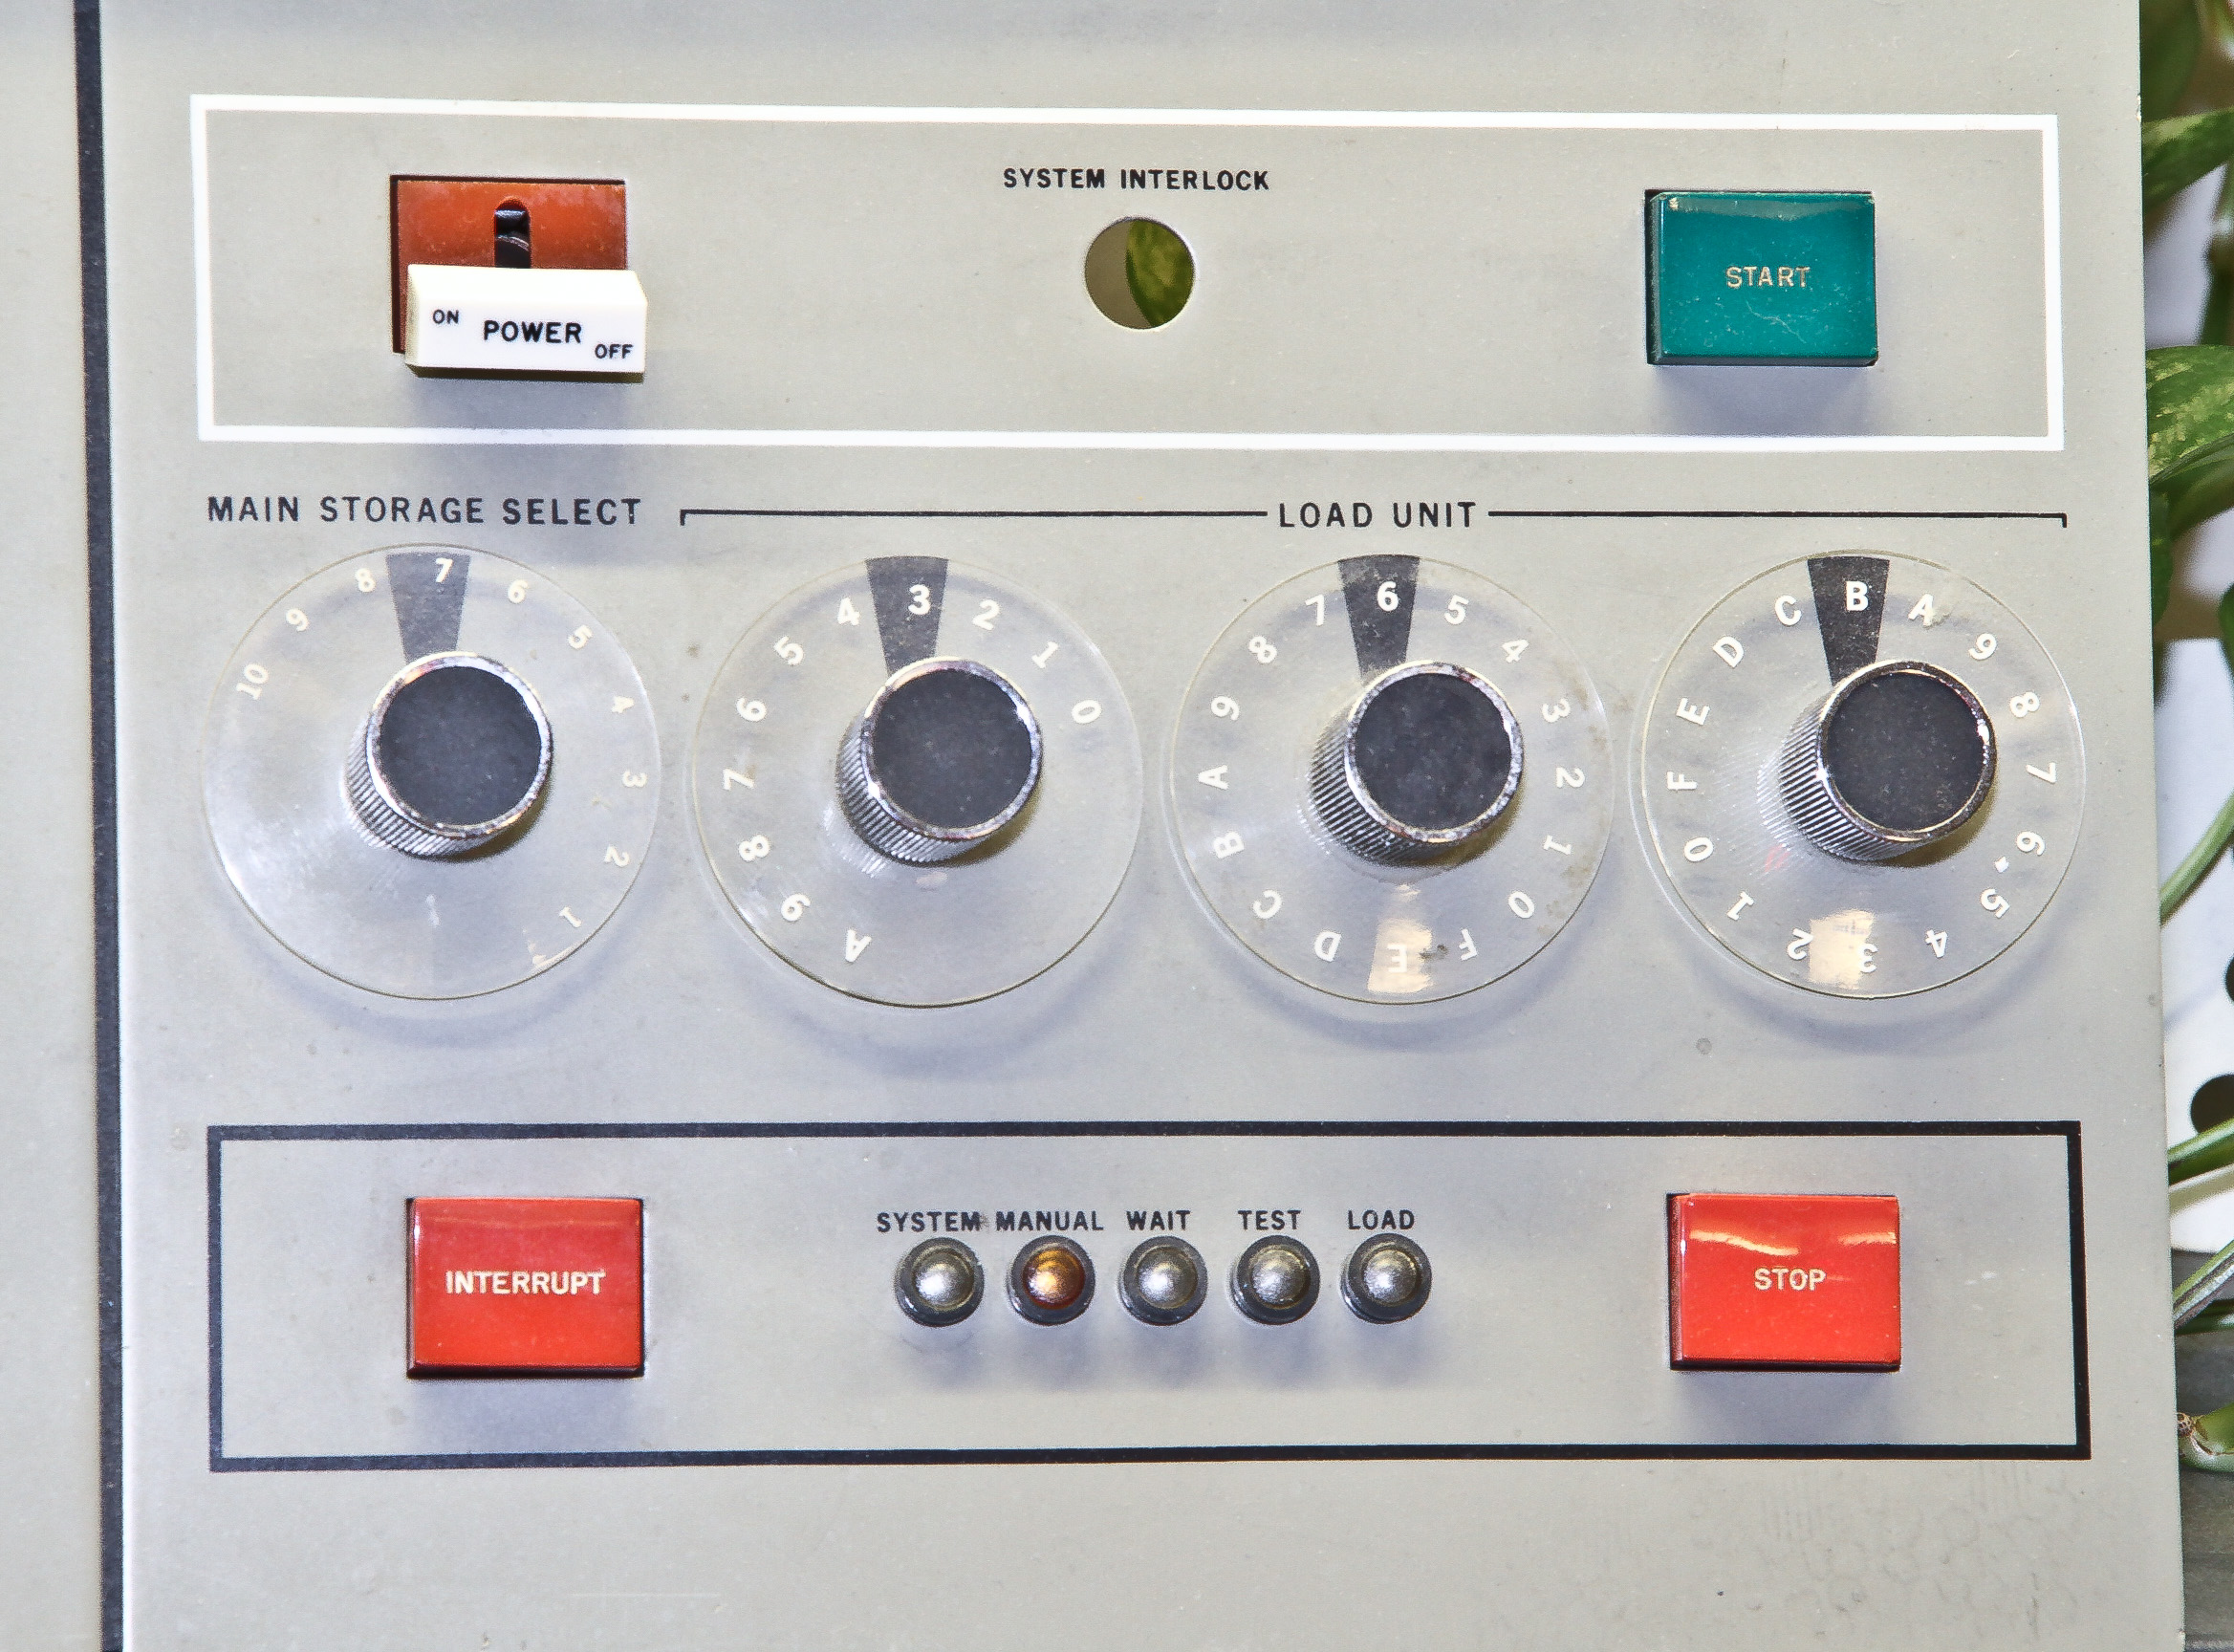 SYSTEM INTERLOCK
ON POWER OFF
START
MAIN STORAGE SELECT
LOAD UNIT
10 9 8 7 6 5 4 3 2 1
A 9 8 7 6 5 4 3 2 1 0
F E D C B A 9 8 7 6 5 4 3 2 1 0
2 1 0 F E D C B A 9 8 7 6 5 4 3
SYSTEM MANUAL WAIT TEST LOAD
INTERRUPT
STOP